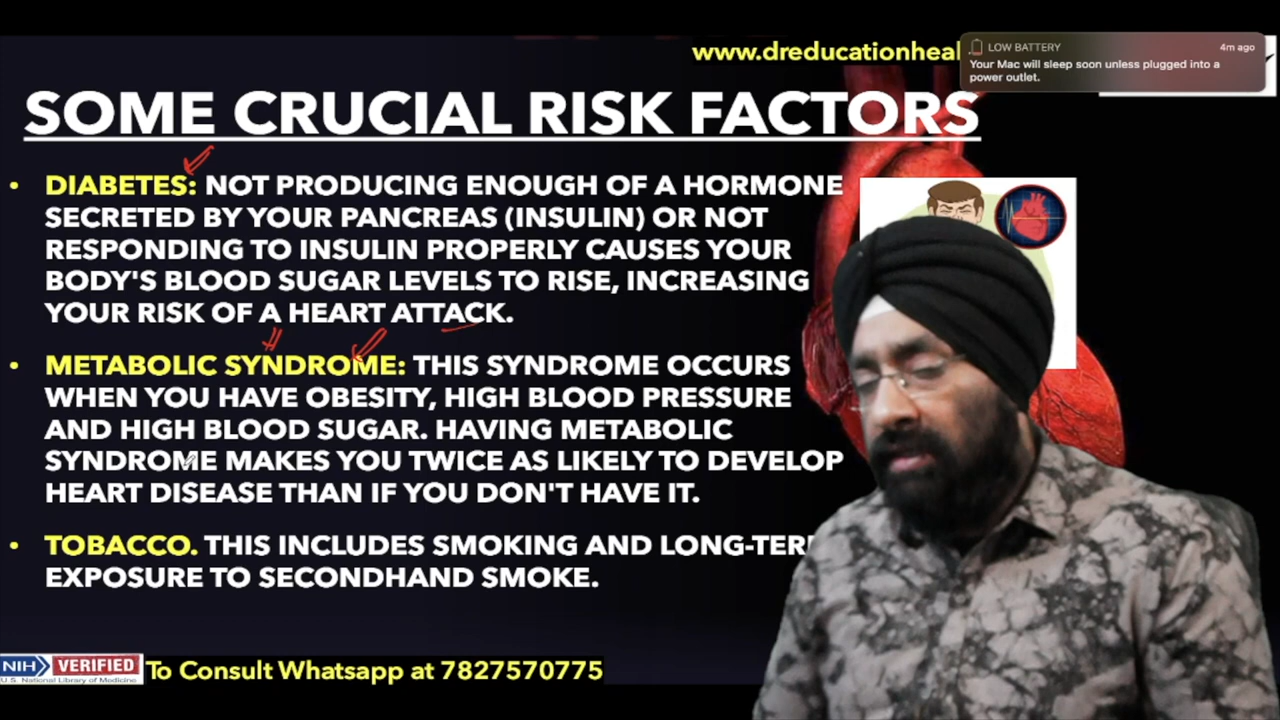 www.dreducationheal
LOW BATTERY
4m ago
Your Mac will sleep soon unless plugged into a
power outlet.
SOME CRUCIAL RISK FACTORS
• DIABETES: NOT PRODUCING ENOUGH OF A HORMONE
SECRETED BY YOUR PANCREAS (INSULIN) OR NOT
RESPONDING TO INSULIN PROPERLY CAUSES YOUR
BODY'S BLOOD SUGAR LEVELS TO RISE, INCREASING
YOUR RISK OF A HEART ATTACK.
• METABOLIC SYNDROME: THIS SYNDROME OCCURS
WHEN YOU HAVE OBESITY, HIGH BLOOD PRESSURE
AND HIGH BLOOD SUGAR. HAVING METABOLIC
SYNDROME MAKES YOU TWICE AS LIKELY TO DEVELOP
HEART DISEASE THAN IF YOU DON'T HAVE IT.
• TOBACCO. THIS INCLUDES SMOKING AND LONG-TER
EXPOSURE TO SECONDHAND SMOKE.
NIH VERIFIED
U.S. National Library of Medicine
To Consult Whatsapp at 7827570775